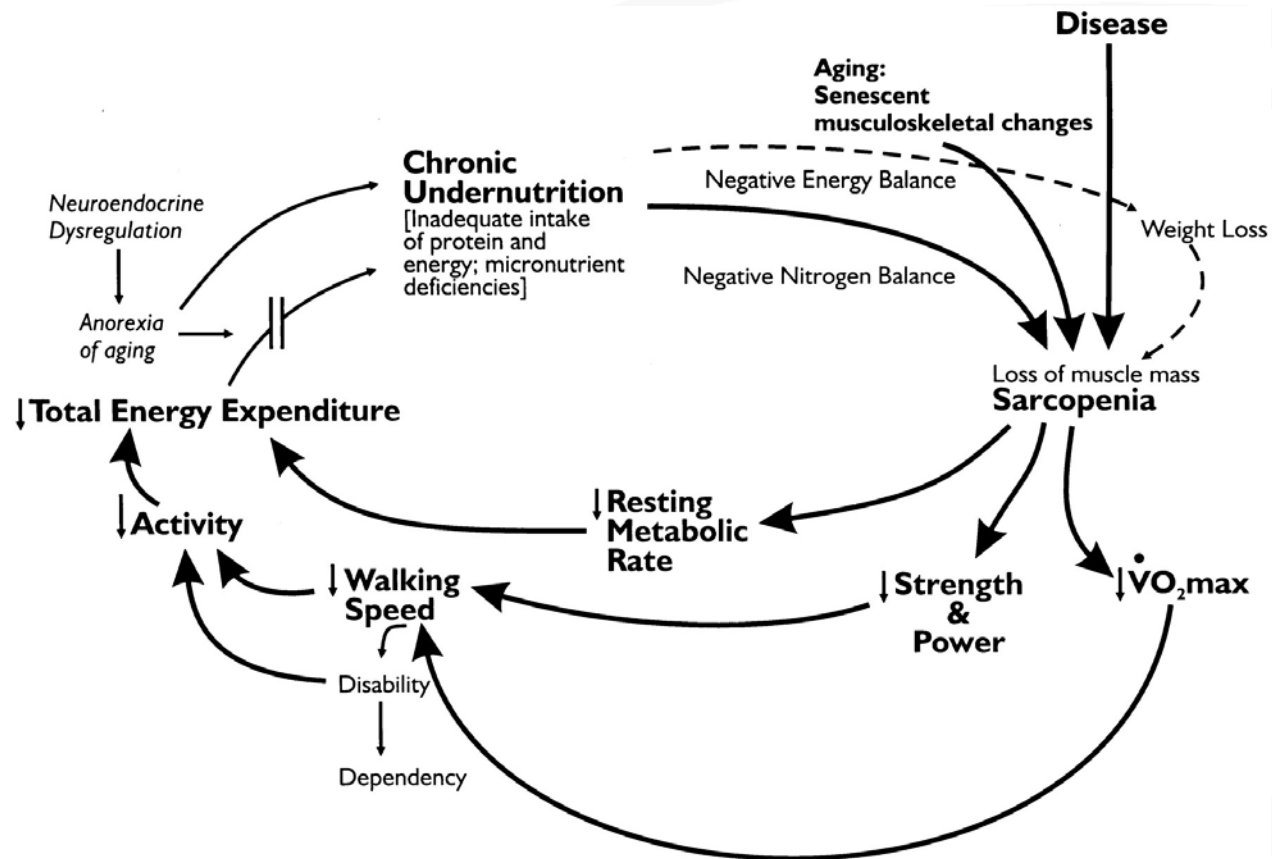 Disease
Aging:
Senescent
musculoskeletal changes
Chronic
Undernutrition
[Inadequate intake
of protein and
energy; micronutrient
deficiencies]
Negative Energy Balance
Negative Nitrogen Balance
Weight Loss
Neuroendocrine
Dysregulation
Anorexia
of aging
↓Total Energy Expenditure
Loss of muscle mass
Sarcopenia
↓Activity
↓Resting
Metabolic
Rate
↓Walking
Speed
↓Strength
&
Power
↓V̇O₂max
Disability
Dependency